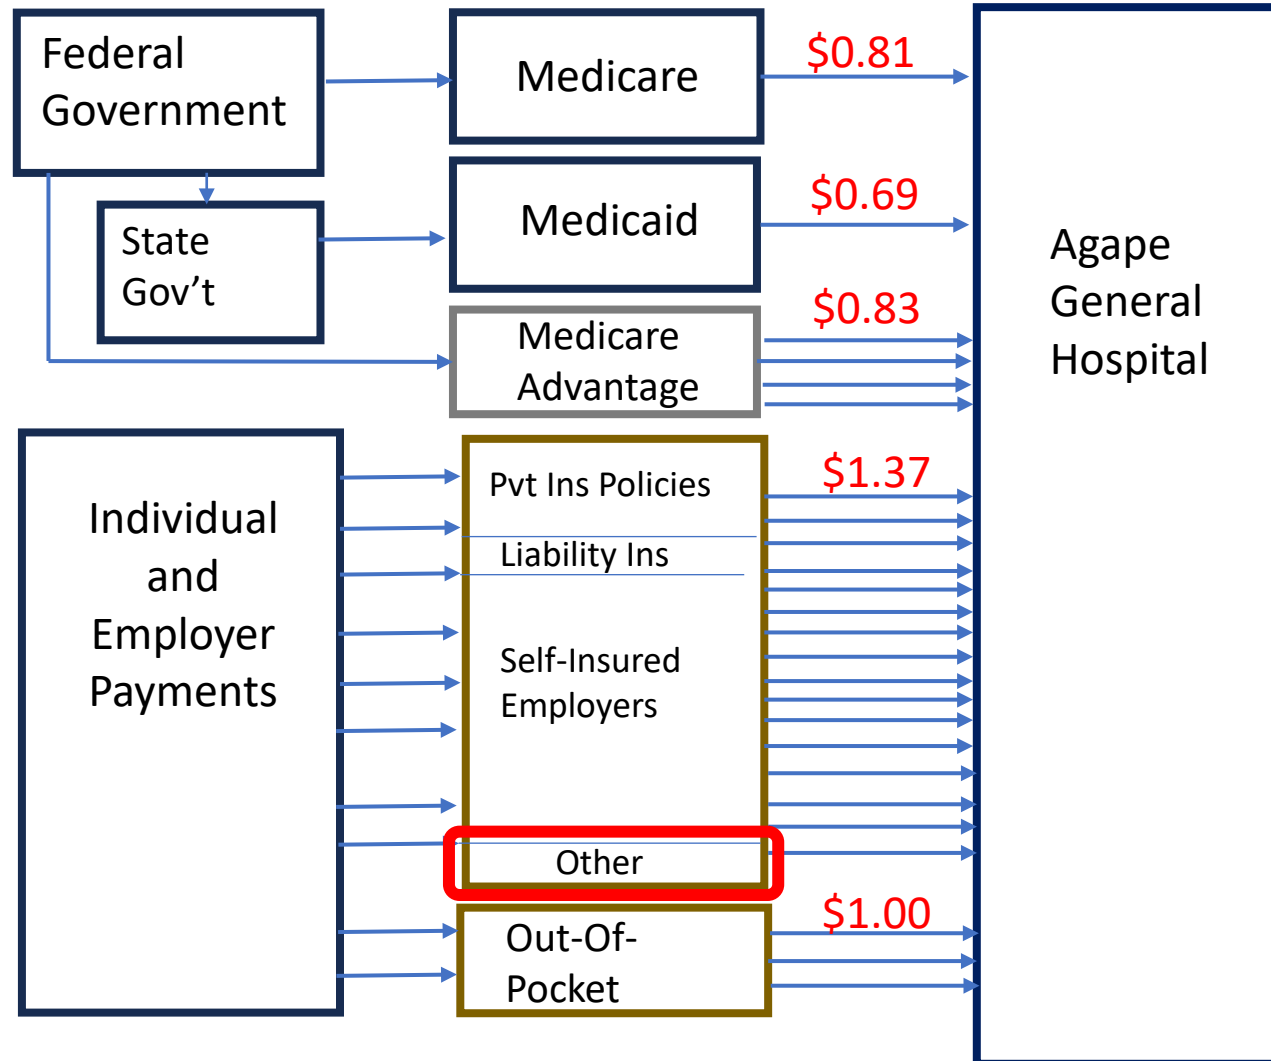 Federal
Government
Medicare
$0.81
State
Gov’t
Medicaid
$0.69
Medicare
Advantage
$0.83
Agape
General
Hospital
Individual
and
Employer
Payments
Pvt Ins Policies
$1.37
Liability Ins
Self-Insured
Employers
Other
Out-Of-
Pocket
$1.00